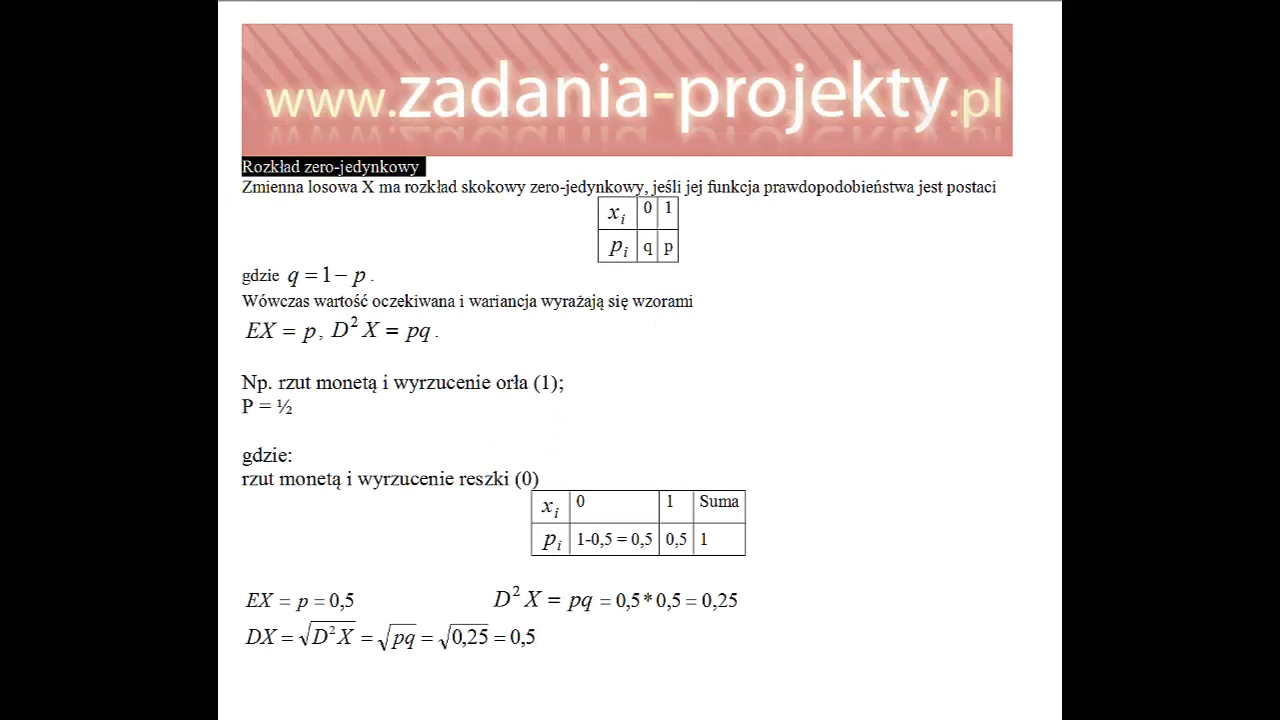 www.zadania-projekty.pl
Rozkład zero-jedynkowy
Zmienna losowa X ma rozkład skokowy zero-jedynkowy, jeśli jej funkcja prawdopodobieństwa jest postaci
xᵢ 0 1
pᵢ q p
gdzie q = 1 − p .
Wówczas wartość oczekiwana i wariancja wyrażają się wzorami
EX = p , D² X = pq .
Np. rzut monetą i wyrzucenie orła (1);
P = ½
gdzie:
rzut monetą i wyrzucenie reszki (0)
xᵢ 0 1 Suma
pᵢ 1-0,5 = 0,5 0,5 1
EX = p = 0,5 D² X = pq = 0,5 * 0,5 = 0,25
DX = √D² X = √pq = √0,25 = 0,5